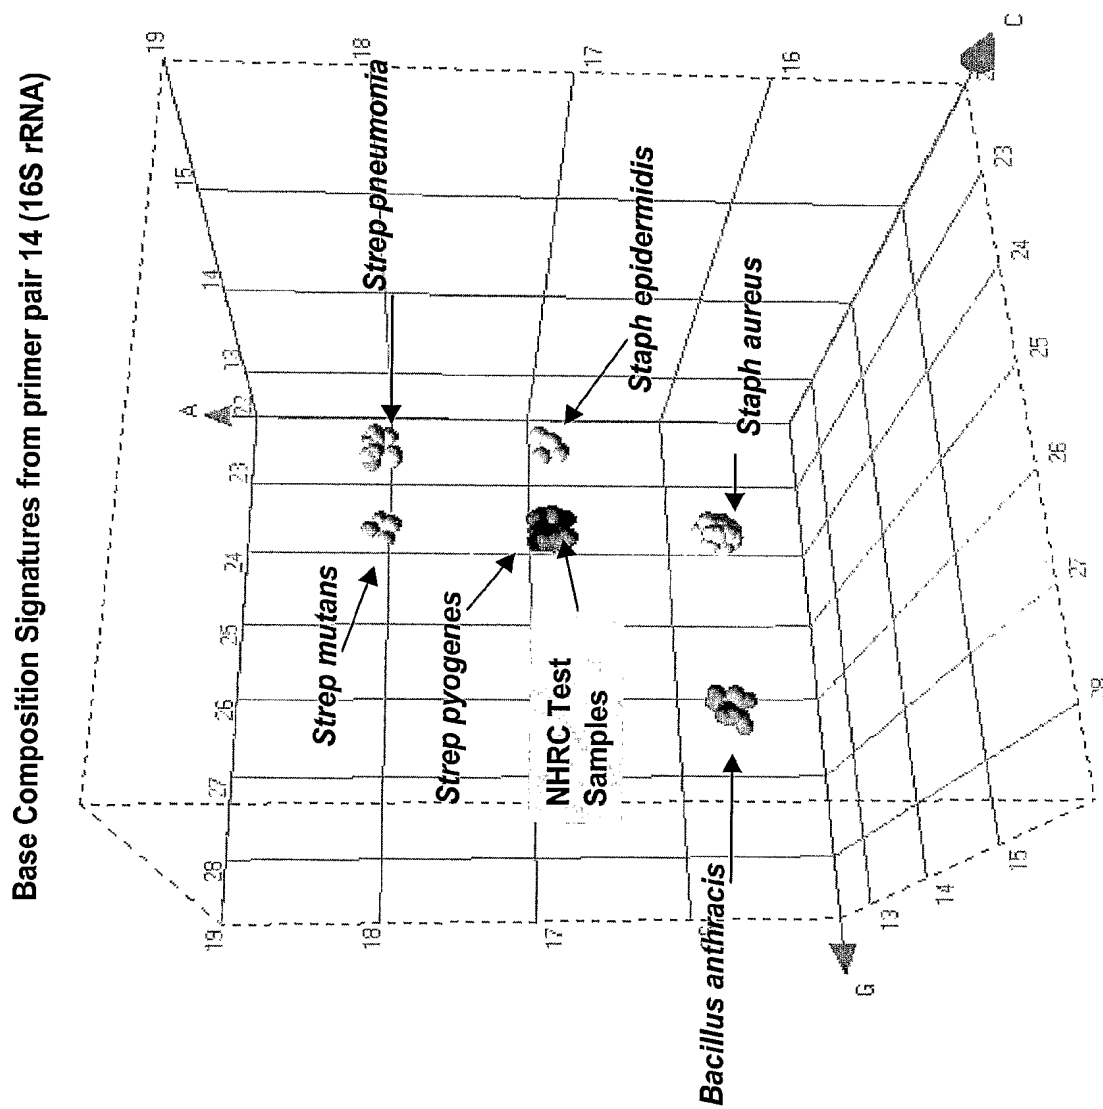 Base Composition Signatures from primer pair 14 (16S rRNA)
19
18
17
16
15
14
13
A
23
24
25
26
27
28
19
18
17
Strep-pneumonia
Staph epidermidis
Staph aureus
Strep mutans
Strep pyogenes
NHRC Test
Samples
Bacillus anthracis
C
23
24
25
26
27
13
14
15
G